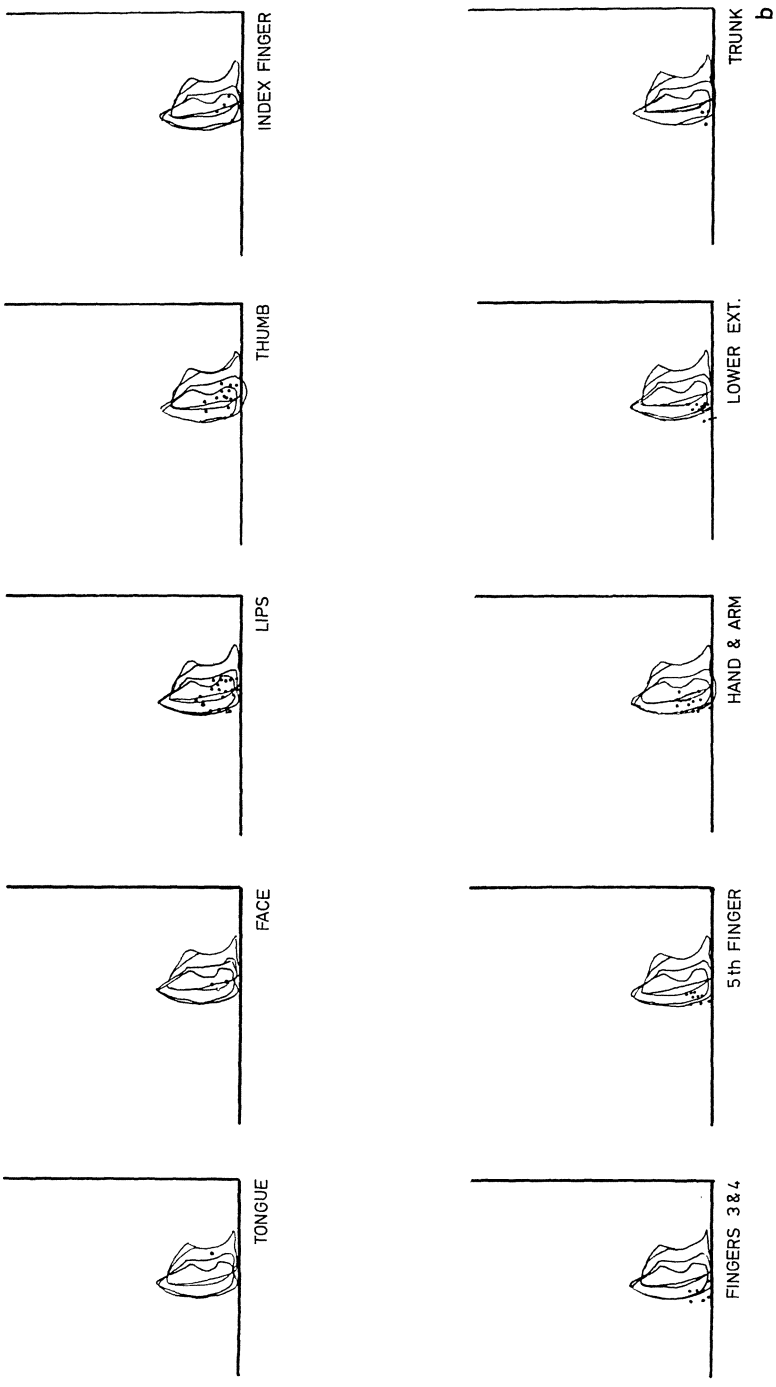 TONGUE
FACE
LIPS
THUMB
INDEX FINGER
FINGERS 3&4
5th FINGER
HAND & ARM
LOWER EXT.
TRUNK
b